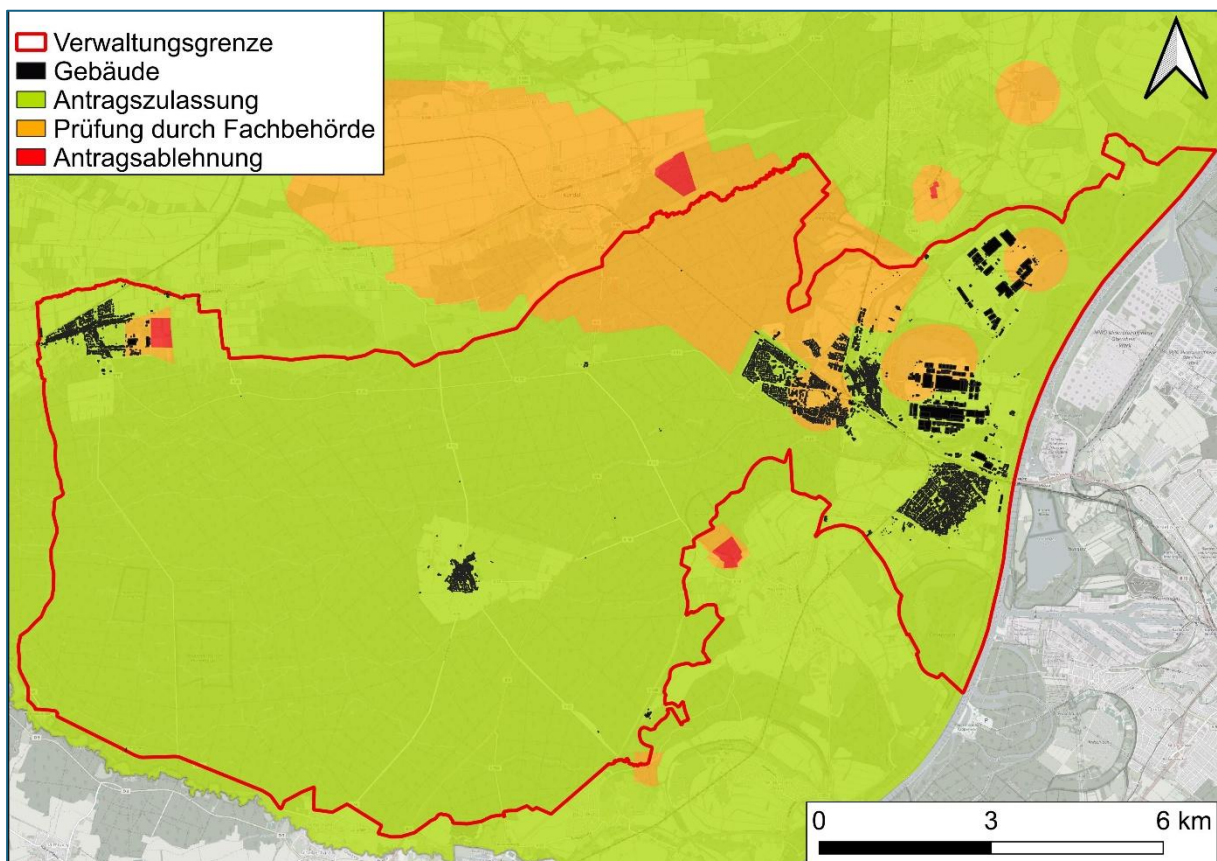 Verwaltungsgrenze
Gebäude
Antragszulassung
Prüfung durch Fachbehörde
Antragsablehnung
0 3 6 km